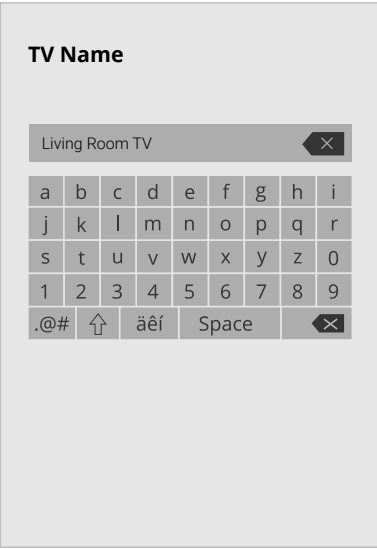 TV Name
Living Room TV
a b c d e f g h i
j k l m n o p q r
s t u v w x y z 0
1 2 3 4 5 6 7 8 9
.@# äêí Space